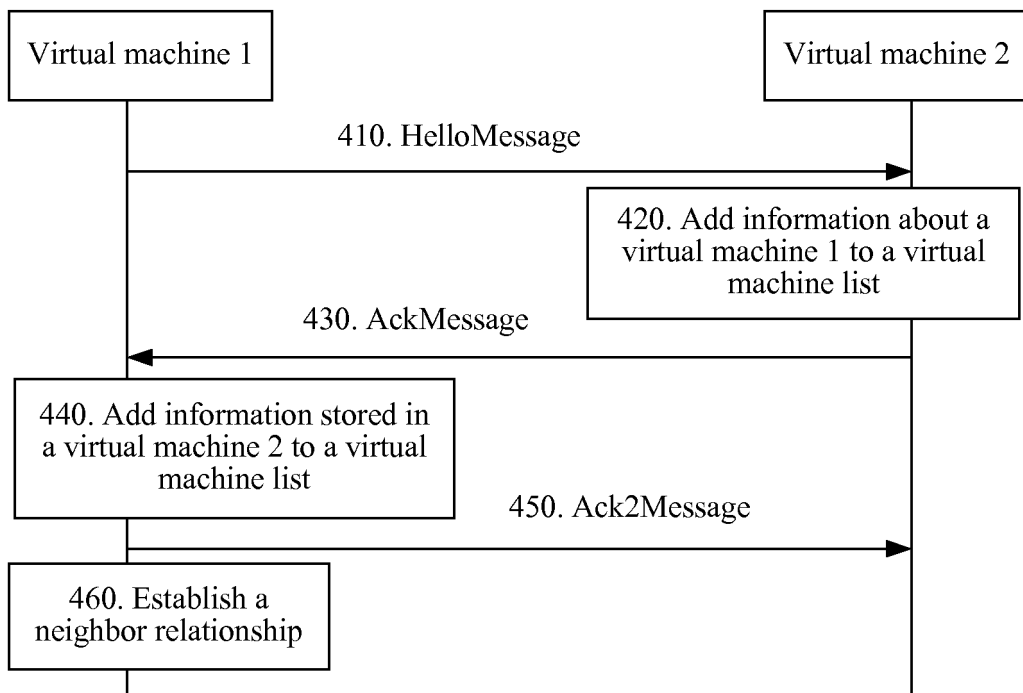 Virtual machine 1
Virtual machine 2
410. HelloMessage
420. Add information about a
virtual machine 1 to a virtual
machine list
430. AckMessage
440. Add information stored in
a virtual machine 2 to a virtual
machine list
450. Ack2Message
460. Establish a
neighbor relationship